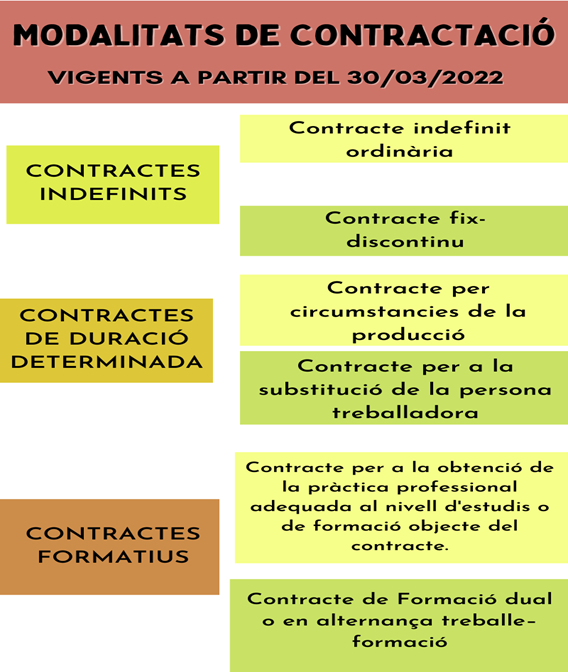 MODALITATS DE CONTRACTACIÓ
VIGENTS A PARTIR DEL 30/03/2022
CONTRACTES
INDEFINITS
Contracte indefinit
ordinària
Contracte fix-
discontinu
CONTRACTES
DE DURACIÓ
DETERMINADA
Contracte per
circumstancies de la
producció
Contracte per a la
substitució de la persona
treballadora
CONTRACTES
FORMATIUS
Contracte per a la obtenció de
la pràctica professional
adequada al nivell d'estudis o
de formació objecte del
contracte.
Contracte de Formació dual
o en alternança treballe-
formació